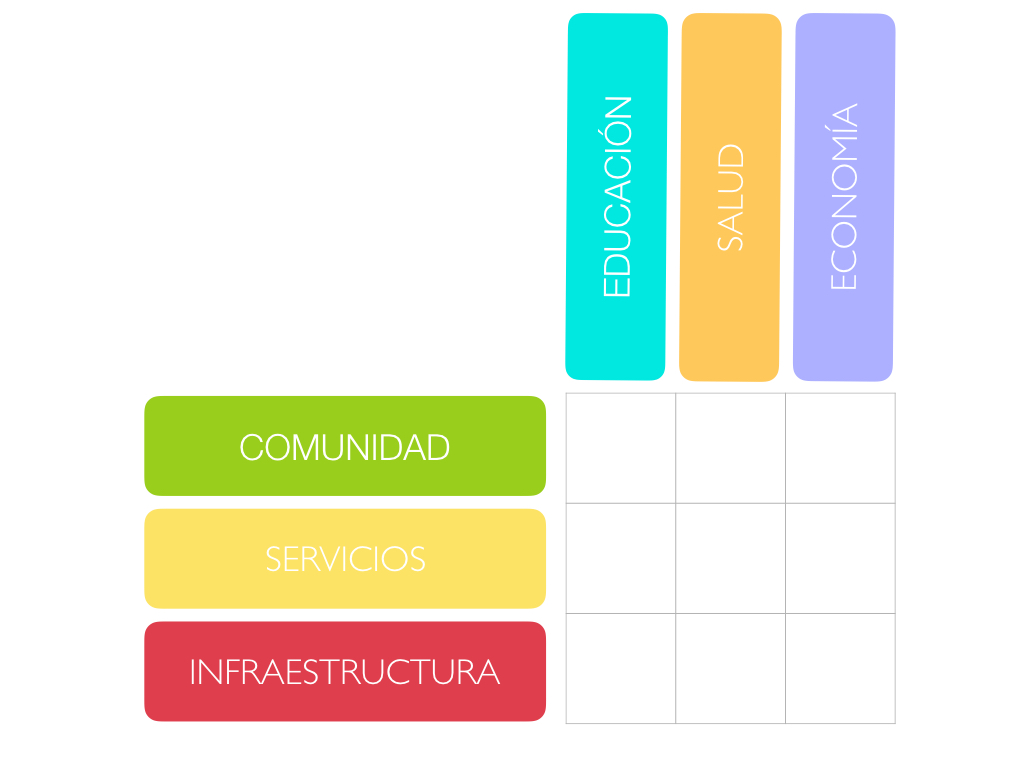 EDUCACIÓN
SALUD
ECONOMÍA
COMUNIDAD
SERVICIOS
INFRAESTRUCTURA